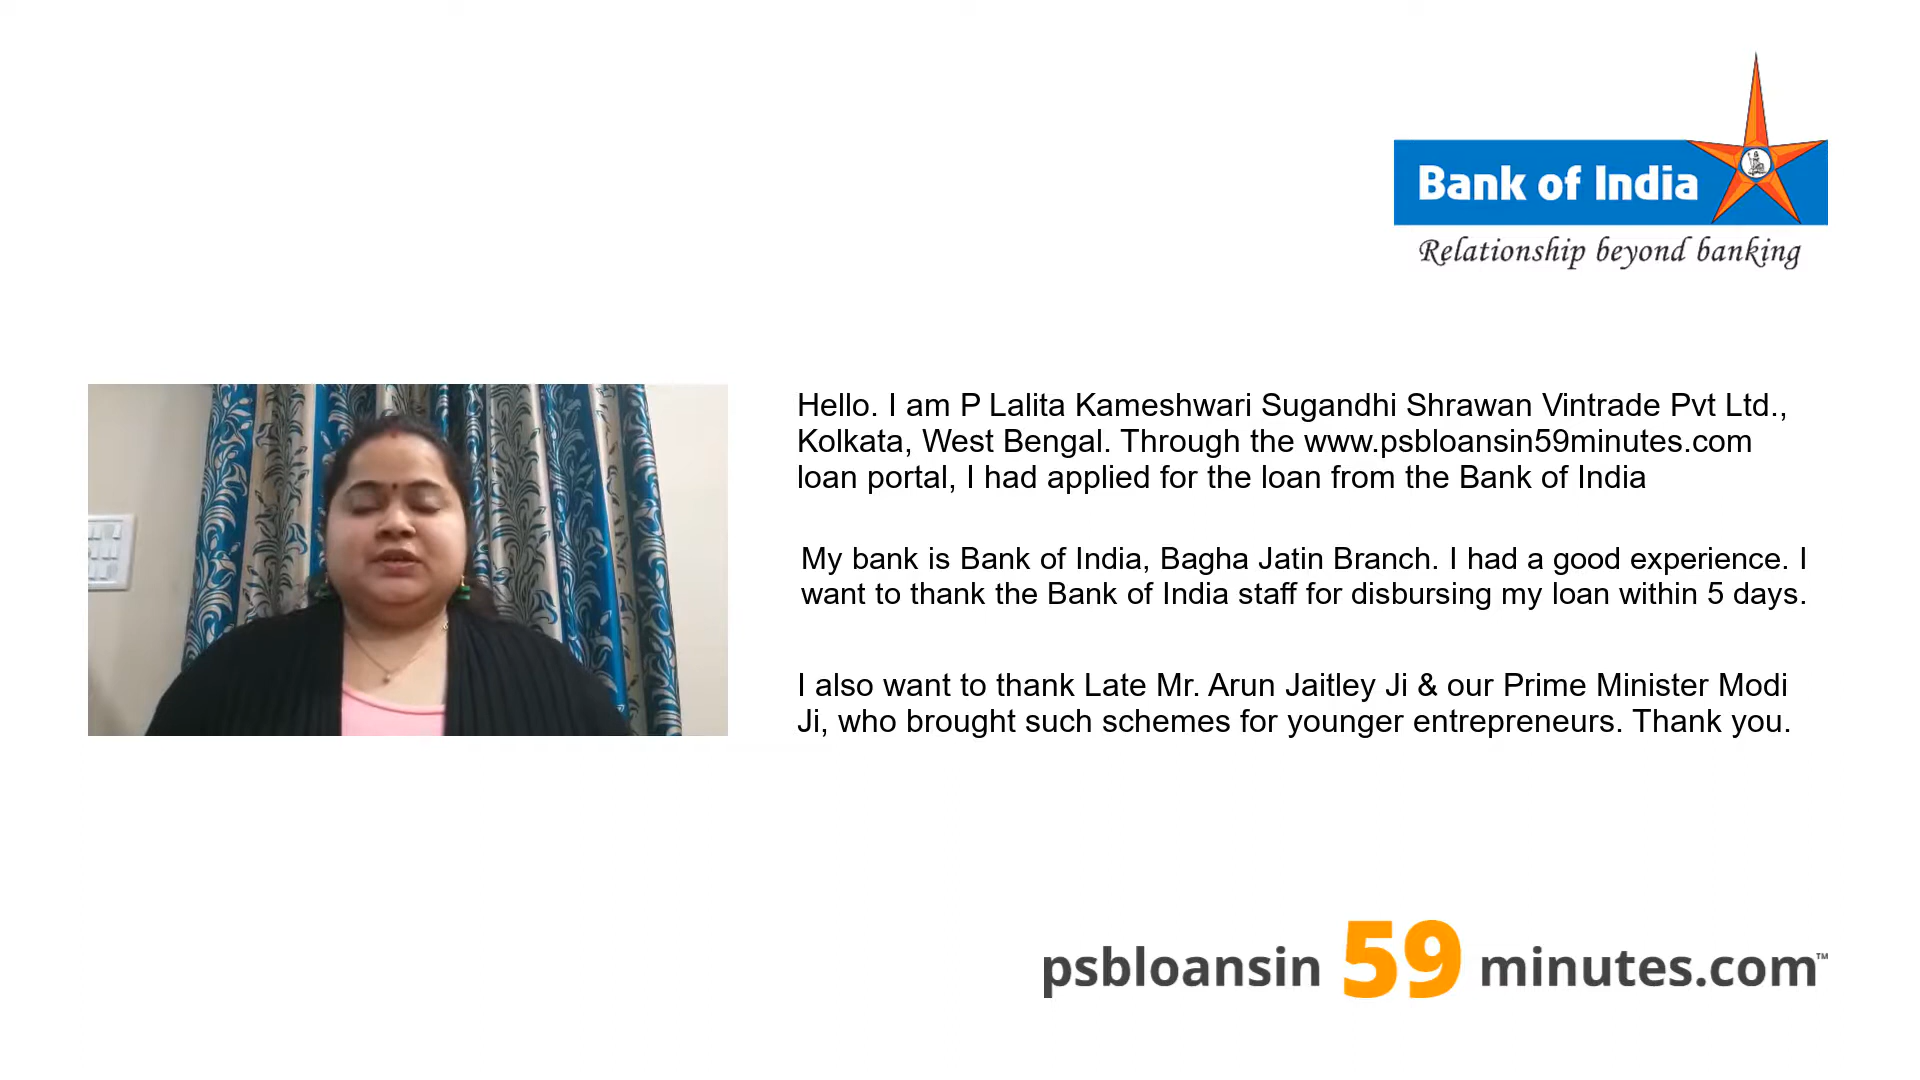 Bank of India
Relationship beyond banking
Hello. I am P Lalita Kameshwari Sugandhi Shrawan Vintrade Pvt Ltd.,
Kolkata, West Bengal. Through the www.psbloansin59minutes.com
loan portal, I had applied for the loan from the Bank of India
My bank is Bank of India, Bagha Jatin Branch. I had a good experience. I
want to thank the Bank of India staff for disbursing my loan within 5 days.
I also want to thank Late Mr. Arun Jaitley Ji & our Prime Minister Modi
Ji, who brought such schemes for younger entrepreneurs. Thank you.
psbloansin 59 minutes.com™